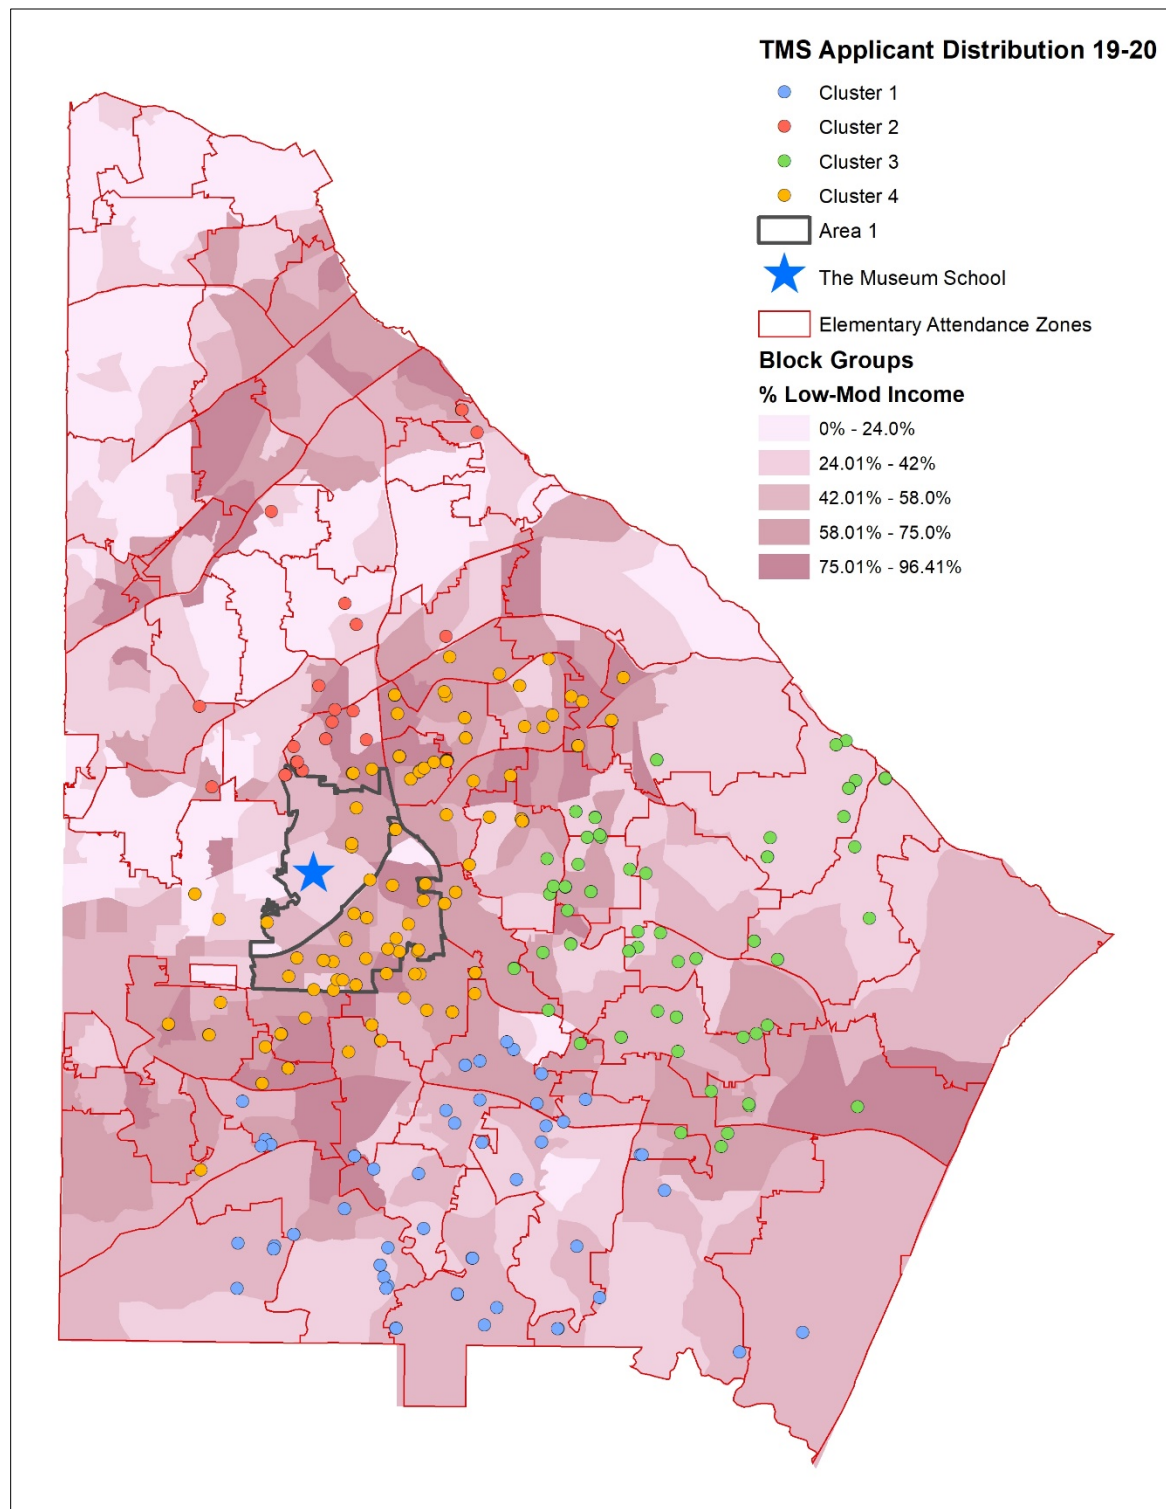 TMS Applicant Distribution 19-20
Cluster 1
Cluster 2
Cluster 3
Cluster 4
Area 1
The Museum School
Elementary Attendance Zones
Block Groups
% Low-Mod Income
0% - 24.0%
24.01% - 42%
42.01% - 58.0%
58.01% - 75.0%
75.01% - 96.41%